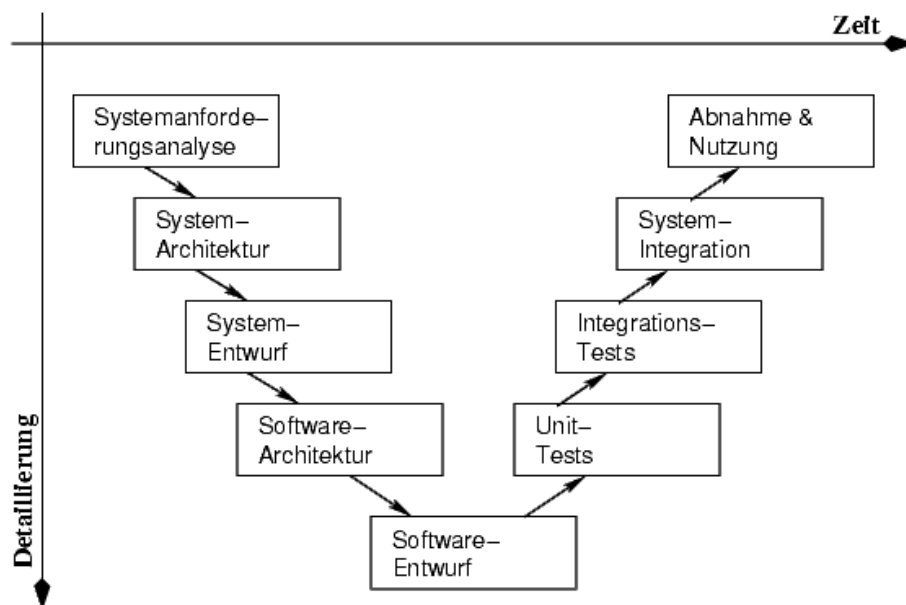 Zeit
Systemanforde–
rungsanalyse
Abnahme &
Nutzung
System–
Architektur
System–
Integration
System–
Entwurf
Integrations–
Tests
Software–
Architektur
Unit–
Tests
Software–
Entwurf
Detaillierung